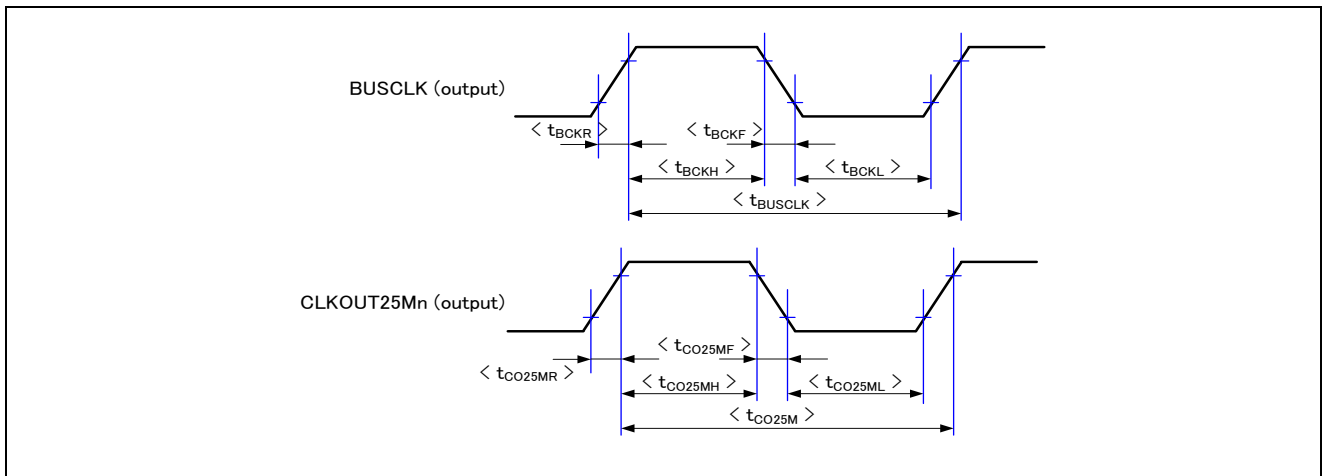 BUSCLK (output)
< tBCKR >
< tBCKF >
< tBCKH >
< tBCKL >
< tBUSCLK >
CLKOUT25Mn (output)
< tCO25MR >
< tCO25MF >
< tCO25MH >
< tCO25ML >
< tCO25M >